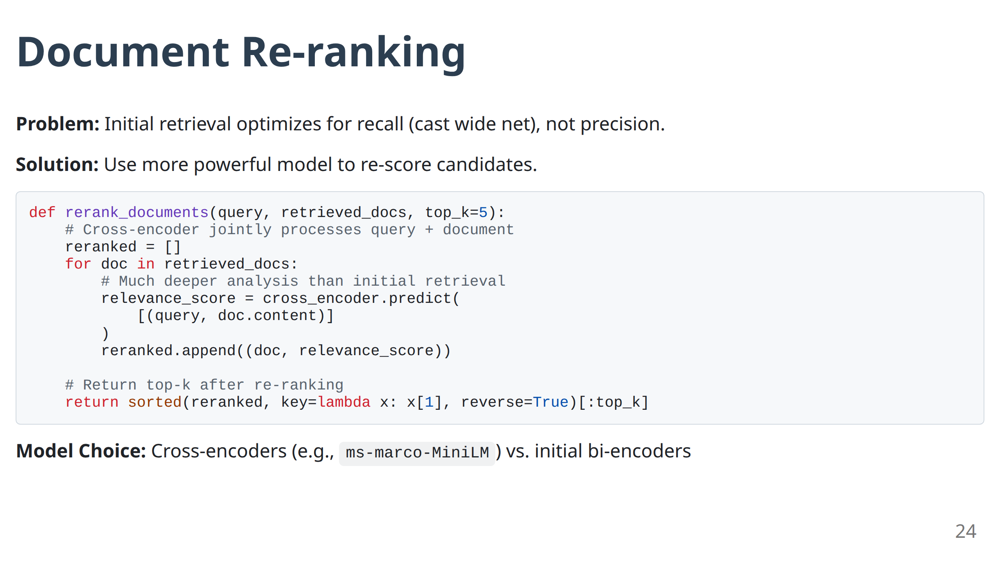 Document Re-ranking
Problem: Initial retrieval optimizes for recall (cast wide net), not precision.
Solution: Use more powerful model to re-score candidates.
def rerank_documents(query, retrieved_docs, top_k=5):
    # Cross-encoder jointly processes query + document
    reranked = []
    for doc in retrieved_docs:
        # Much deeper analysis than initial retrieval
        relevance_score = cross_encoder.predict(
            [(query, doc.content)]
        )
        reranked.append((doc, relevance_score))
    # Return top-k after re-ranking
    return sorted(reranked, key=lambda x: x[1], reverse=True)[:top_k]
Model Choice: Cross-encoders (e.g., ms-marco-MiniLM) vs. initial bi-encoders
24